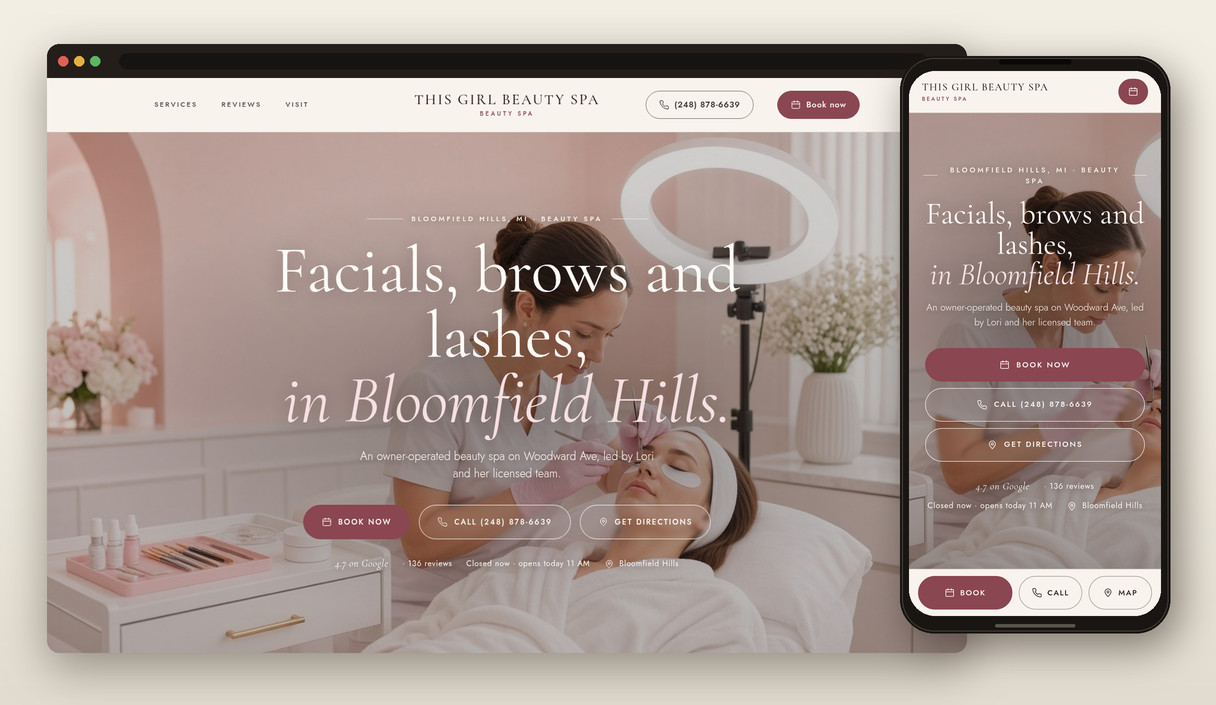 SERVICES REVIEWS VISIT
THIS GIRL BEAUTY SPA
BEAUTY SPA
(248) 878-6639
Book now
BLOOMFIELD HILLS, MI · BEAUTY SPA
Facials, brows and
lashes,
in Bloomfield Hills.
An owner-operated beauty spa on Woodward Ave, led by Lori
and her licensed team.
BOOK NOW
CALL (248) 878-6639
GET DIRECTIONS
4.7 on Google · 136 reviews Closed now · opens today 11 AM Bloomfield Hills
THIS GIRL BEAUTY SPA
BEAUTY SPA
BLOOMFIELD HILLS, MI · BEAUTY
SPA
Facials, brows and
lashes,
in Bloomfield Hills.
An owner-operated beauty spa on Woodward Ave, led
by Lori and her licensed team.
BOOK NOW
CALL (248) 878-6639
GET DIRECTIONS
4.7 on Google · 136 reviews
Closed now · opens today 11 AM Bloomfield Hills
BOOK
CALL
MAP